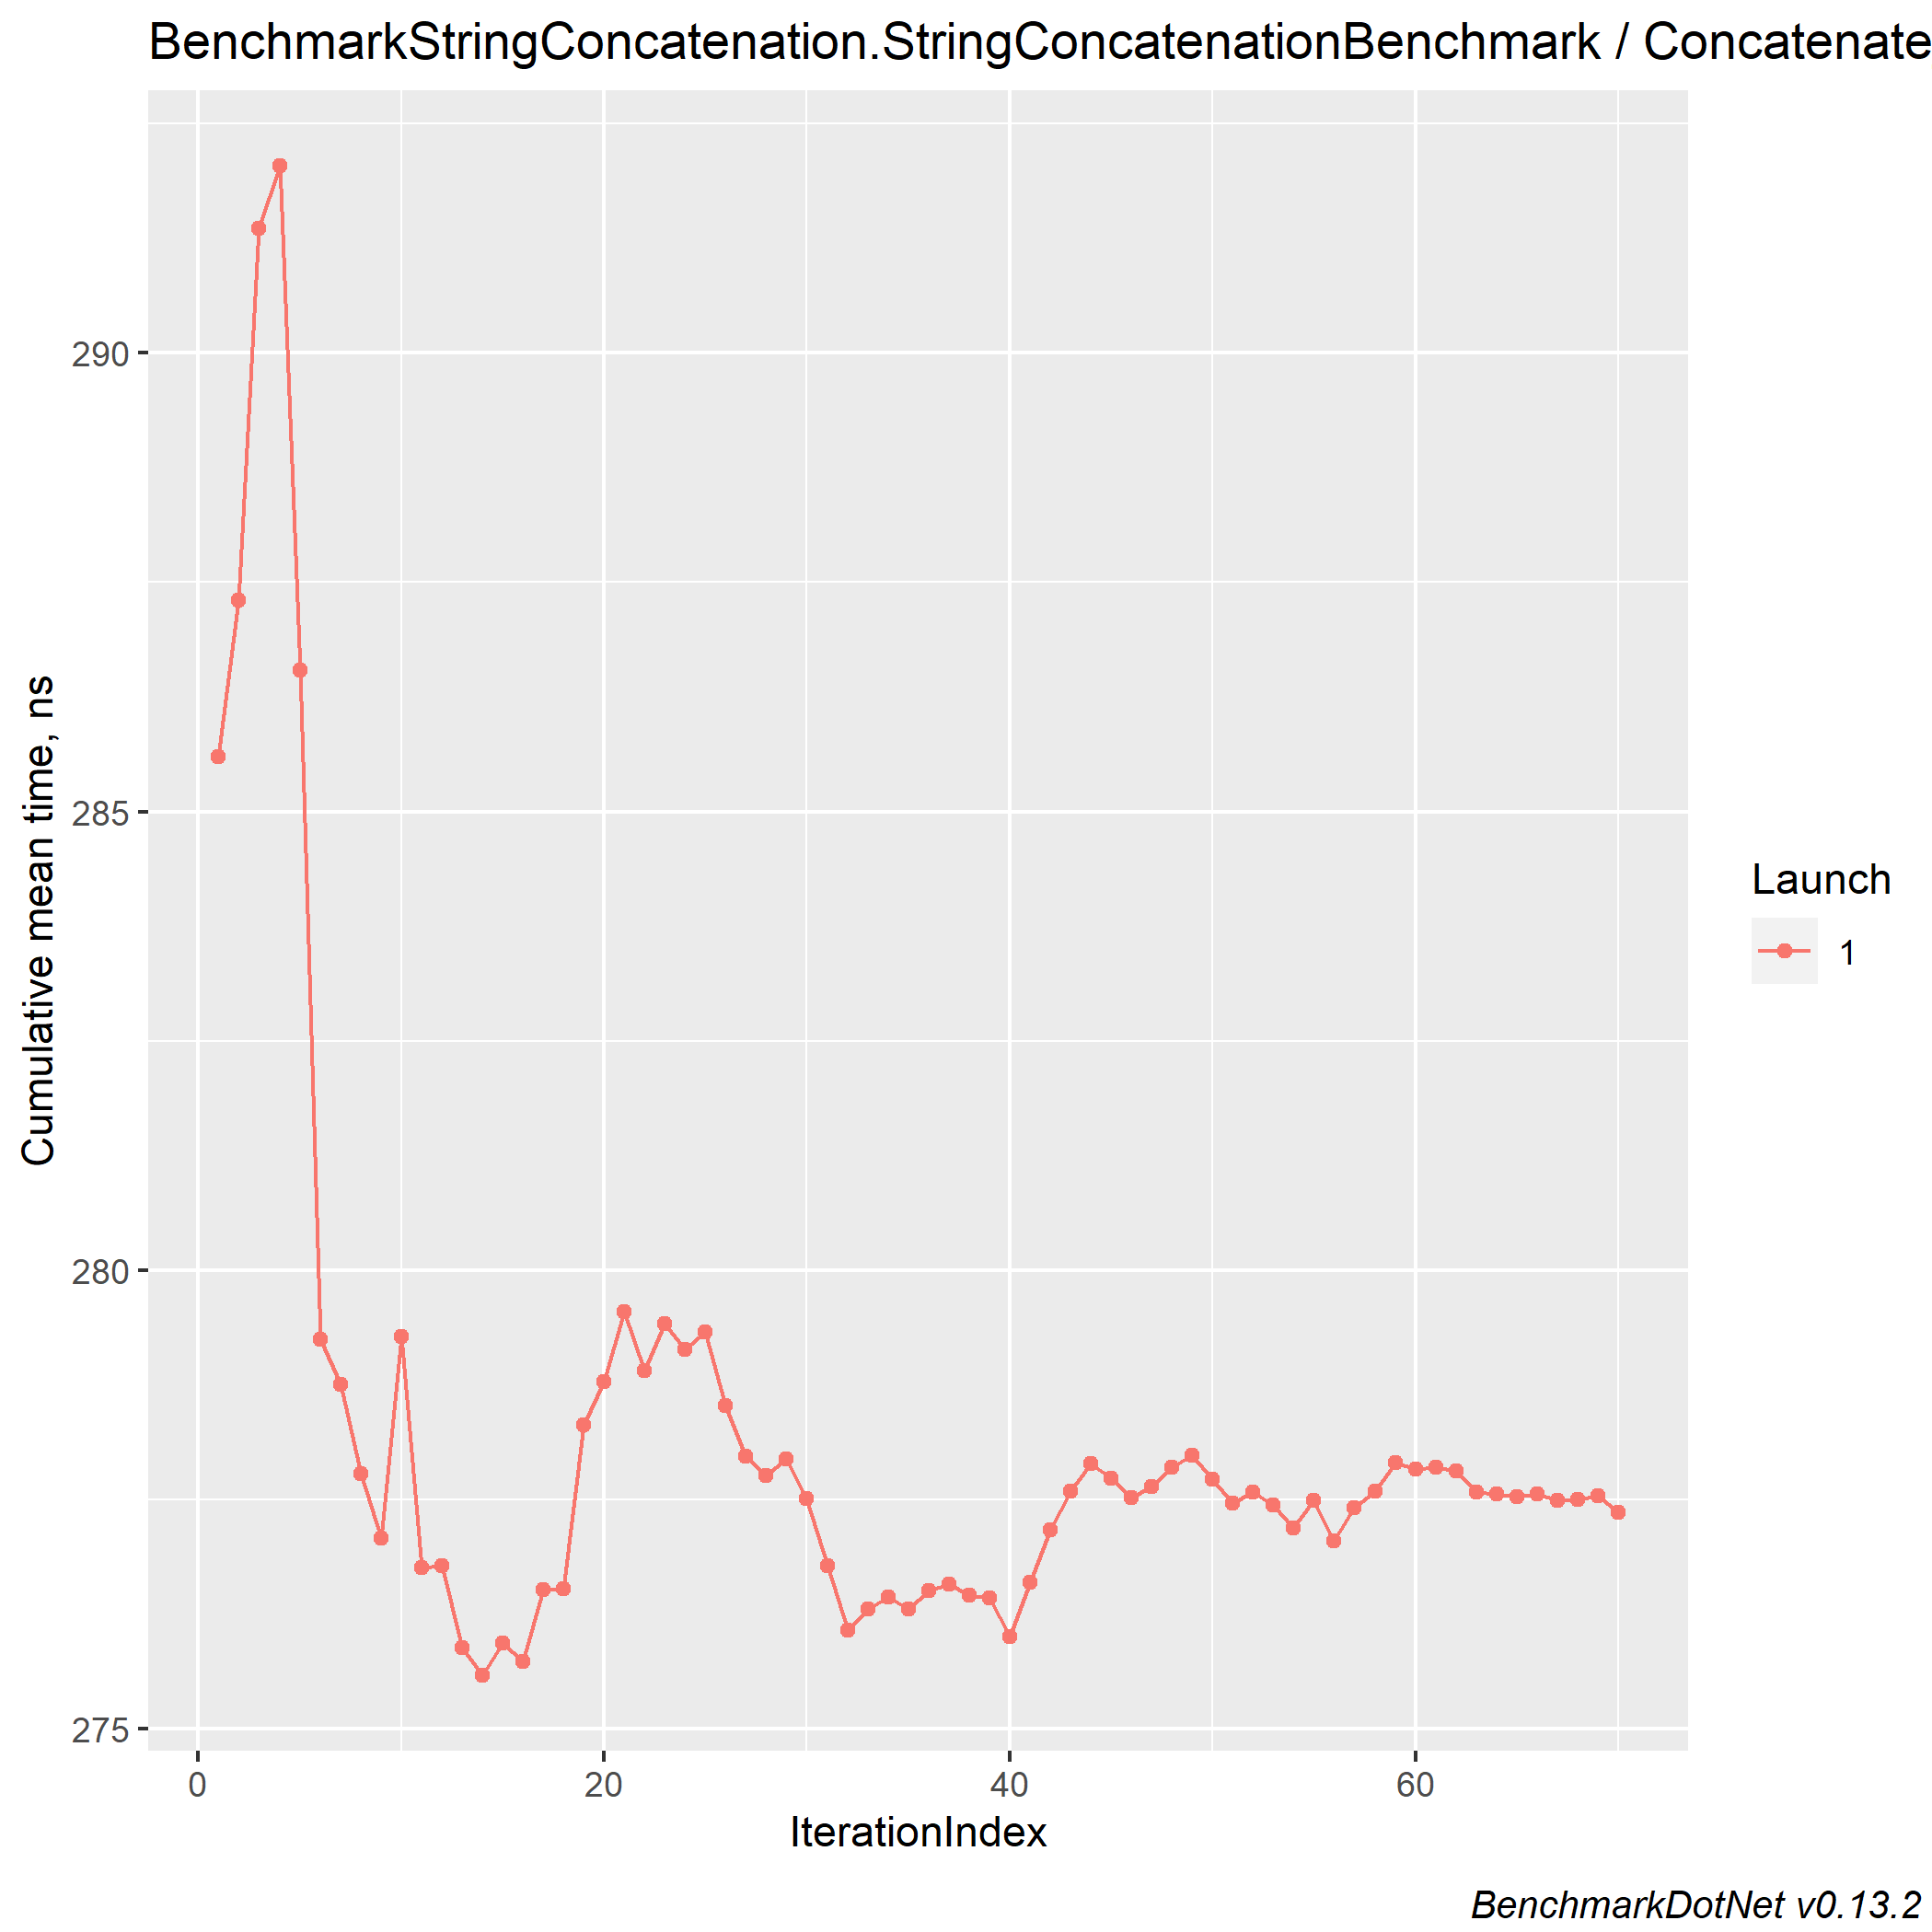 BenchmarkStringConcatenation.StringConcatenationBenchmark / Concatenate
290
285
280
275
Cumulative mean time, ns
0 20 40 60
IterationIndex
Launch
1
BenchmarkDotNet v0.13.2